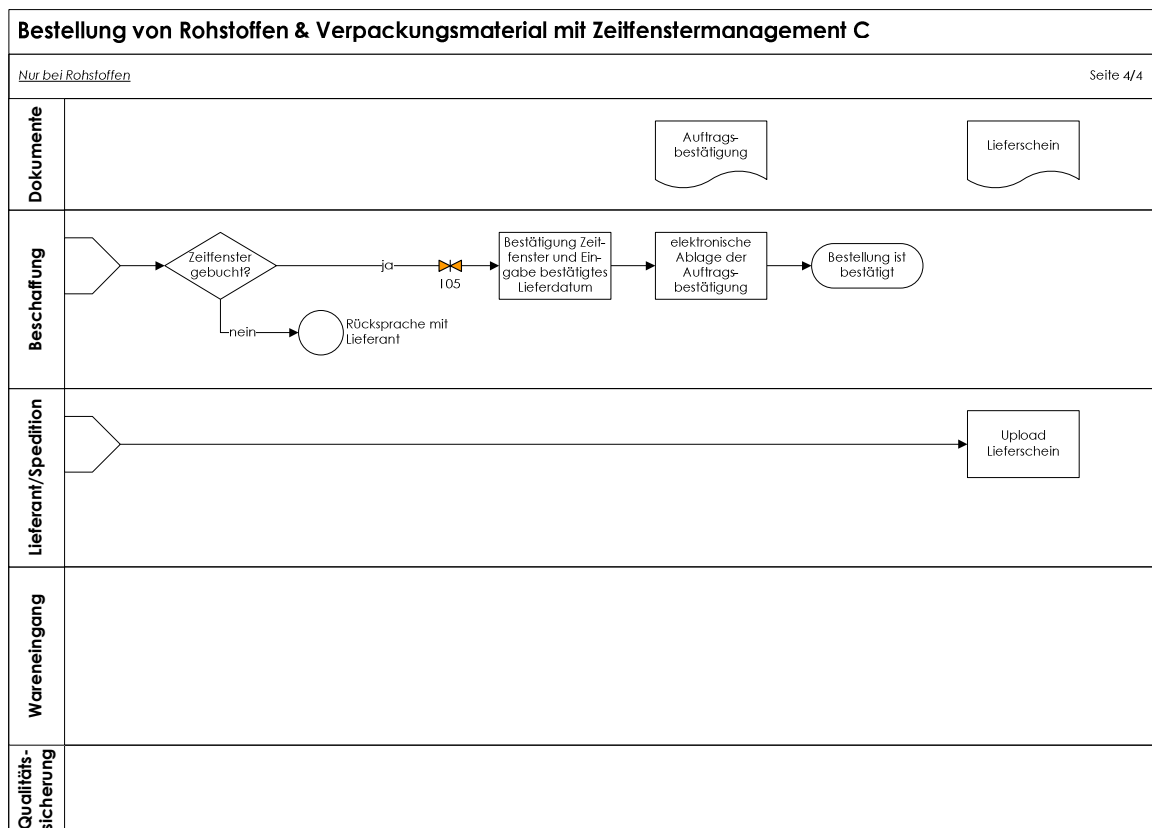 Bestellung von Rohstoffen & Verpackungsmaterial mit Zeitfenstermanagement C
Nur bei Rohstoffen
Seite 4/4
Dokumente
Auftrags-
bestätigung
Lieferschein
Beschaffung
Zeitfenster
gebucht?
ja
105
Bestätigung Zeit-
fenster und Ein-
gabe bestätigtes
Lieferdatum
elektronische
Ablage der
Auftrags-
bestätigung
Bestellung ist
bestätigt
nein
Rücksprache mit
Lieferant
Lieferant/Spedition
Upload
Lieferschein
Wareneingang
Qualitäts-
sicherung